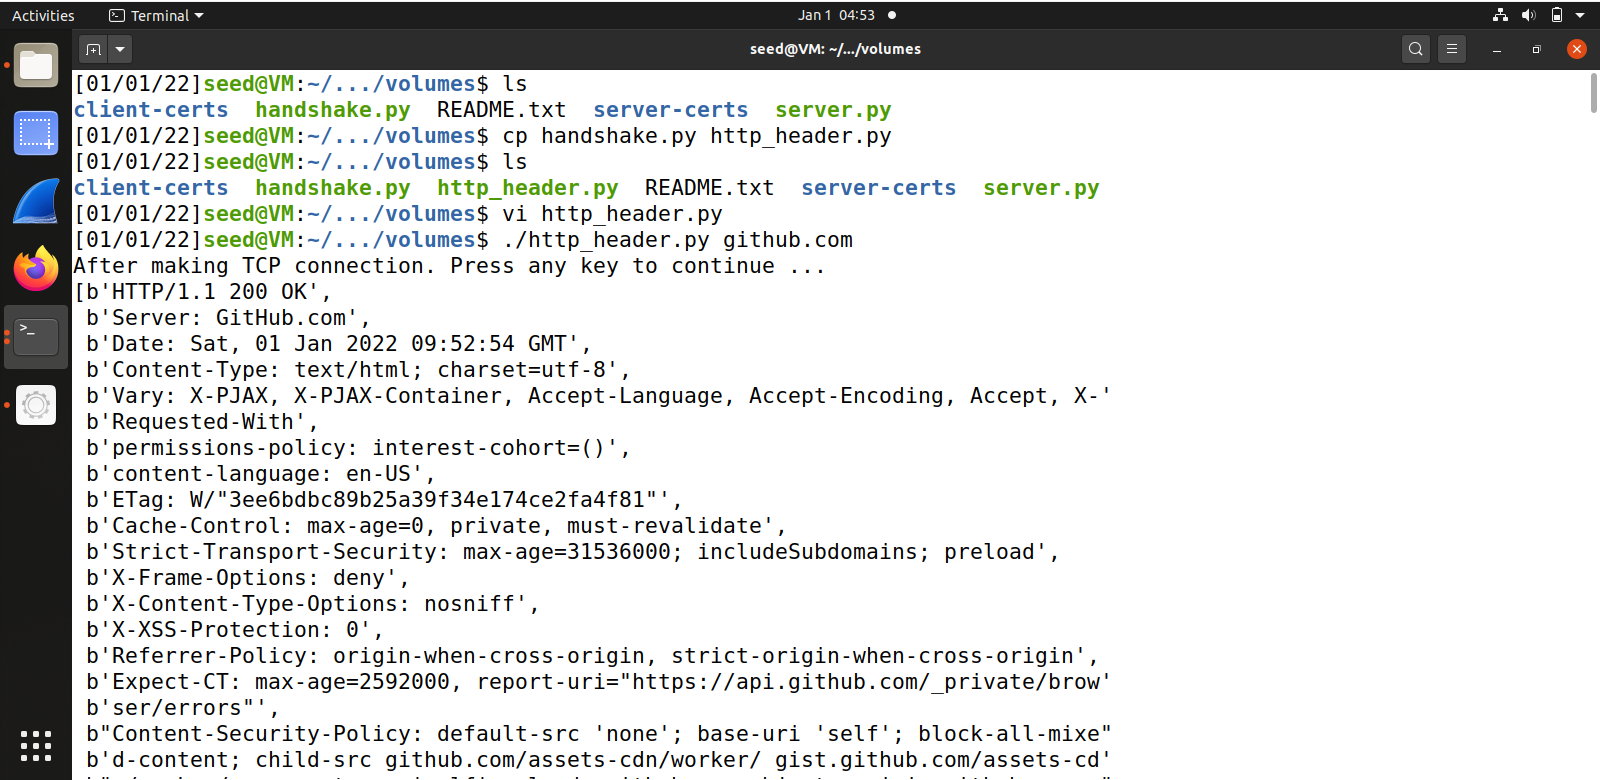 Activities Terminal Jan 1 04:53
seed@VM: ~/.../volumes
[01/01/22]seed@VM:~/.../volumes$ ls
client-certs handshake.py README.txt server-certs server.py
[01/01/22]seed@VM:~/.../volumes$ cp handshake.py http_header.py
[01/01/22]seed@VM:~/.../volumes$ ls
client-certs handshake.py http_header.py README.txt server-certs server.py
[01/01/22]seed@VM:~/.../volumes$ vi http_header.py
[01/01/22]seed@VM:~/.../volumes$ ./http_header.py github.com
After making TCP connection. Press any key to continue ...
[b'HTTP/1.1 200 OK',
b'Server: GitHub.com',
b'Date: Sat, 01 Jan 2022 09:52:54 GMT',
b'Content-Type: text/html; charset=utf-8',
b'Vary: X-PJAX, X-PJAX-Container, Accept-Language, Accept-Encoding, Accept, X-'
b'Requested-With',
b'permissions-policy: interest-cohort=()',
b'content-language: en-US',
b'ETag: W/"3ee6bdbc89b25a39f34e174ce2fa4f81"',
b'Cache-Control: max-age=0, private, must-revalidate',
b'Strict-Transport-Security: max-age=31536000; includeSubdomains; preload',
b'X-Frame-Options: deny',
b'X-Content-Type-Options: nosniff',
b'X-XSS-Protection: 0',
b'Referrer-Policy: origin-when-cross-origin, strict-origin-when-cross-origin',
b'Expect-CT: max-age=2592000, report-uri="https://api.github.com/_private/brow'
b'ser/errors"',
b"Content-Security-Policy: default-src 'none'; base-uri 'self'; block-all-mixe"
b'd-content; child-src github.com/assets-cdn/worker/ gist.github.com/assets-cd'